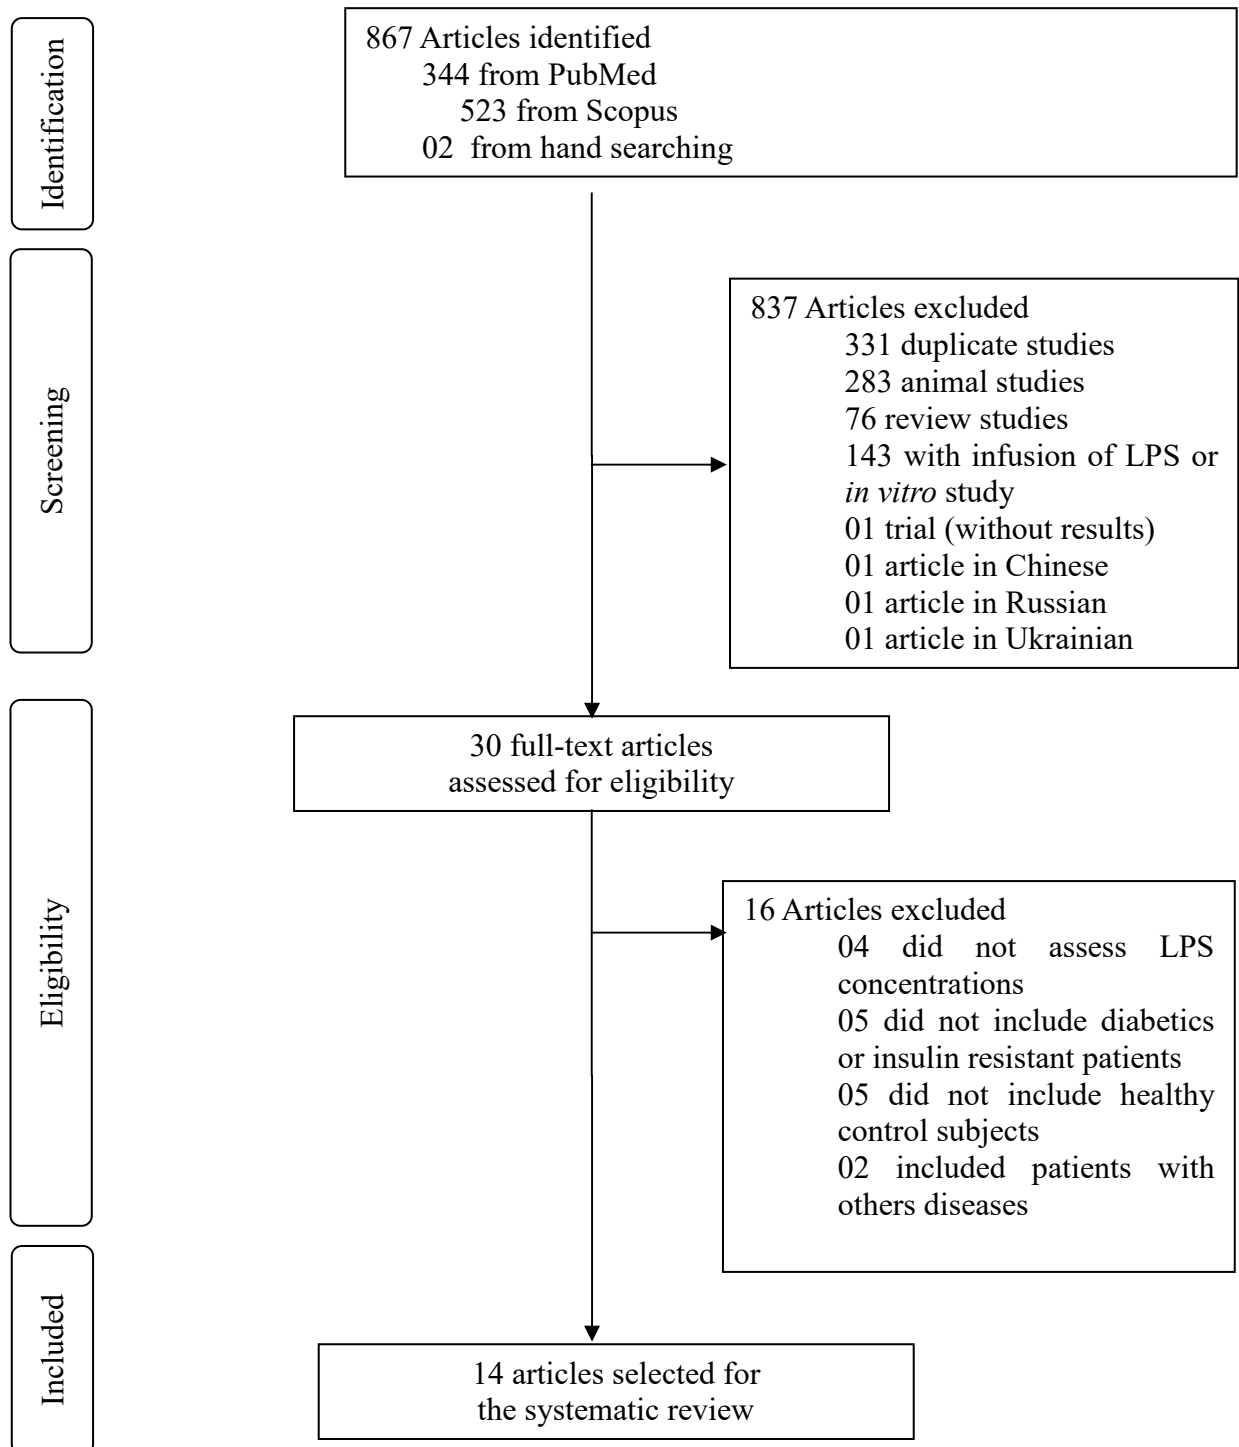 Identification
867 Articles identified
344 from PubMed
523 from Scopus
02 from hand searching
Screening
837 Articles excluded
331 duplicate studies
283 animal studies
76 review studies
143 with infusion of LPS or
in vitro study
01 trial (without results)
01 article in Chinese
01 article in Russian
01 article in Ukrainian
Eligibility
30 full-text articles
assessed for eligibility
16 Articles excluded
04 did not assess LPS
concentrations
05 did not include diabetics
or insulin resistant patients
05 did not include healthy
control subjects
02 included patients with
others diseases
Included
14 articles selected for
the systematic review